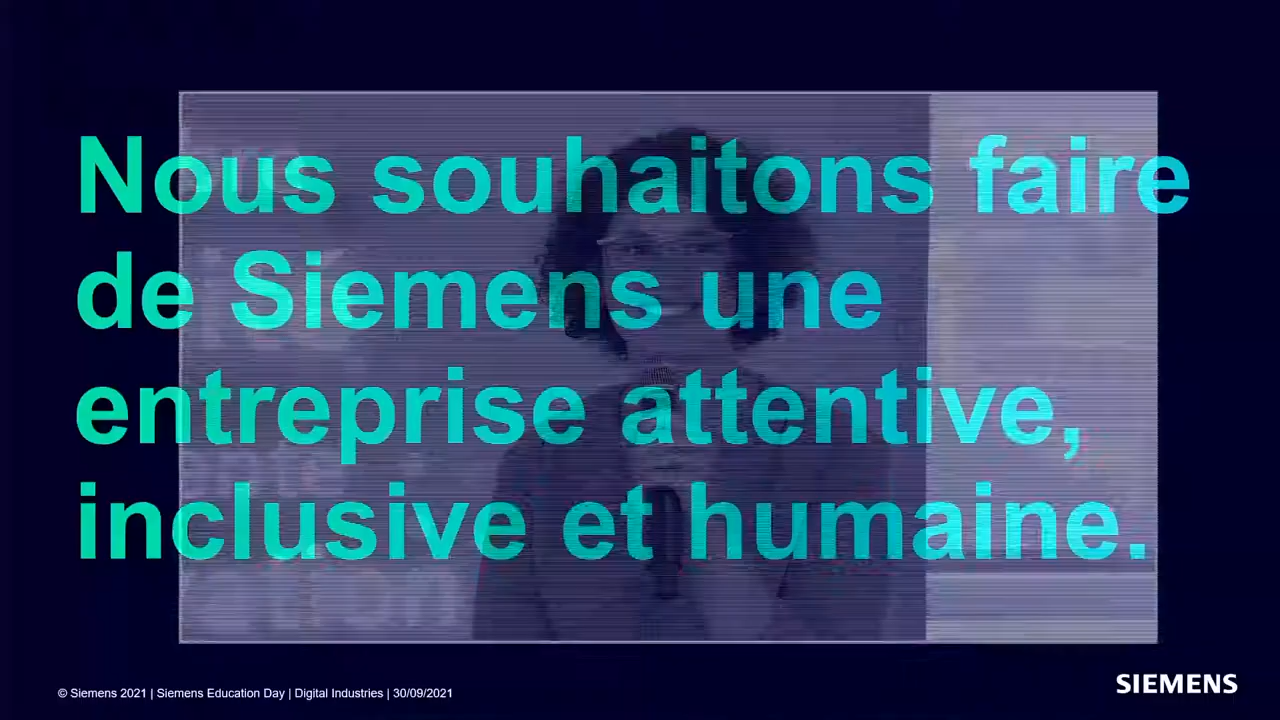 Nous souhaitons faire
de Siemens une
entreprise attentive,
inclusive et humaine.
© Siemens 2021 | Siemens Education Day | Digital Industries | 30/09/2021
SIEMENS